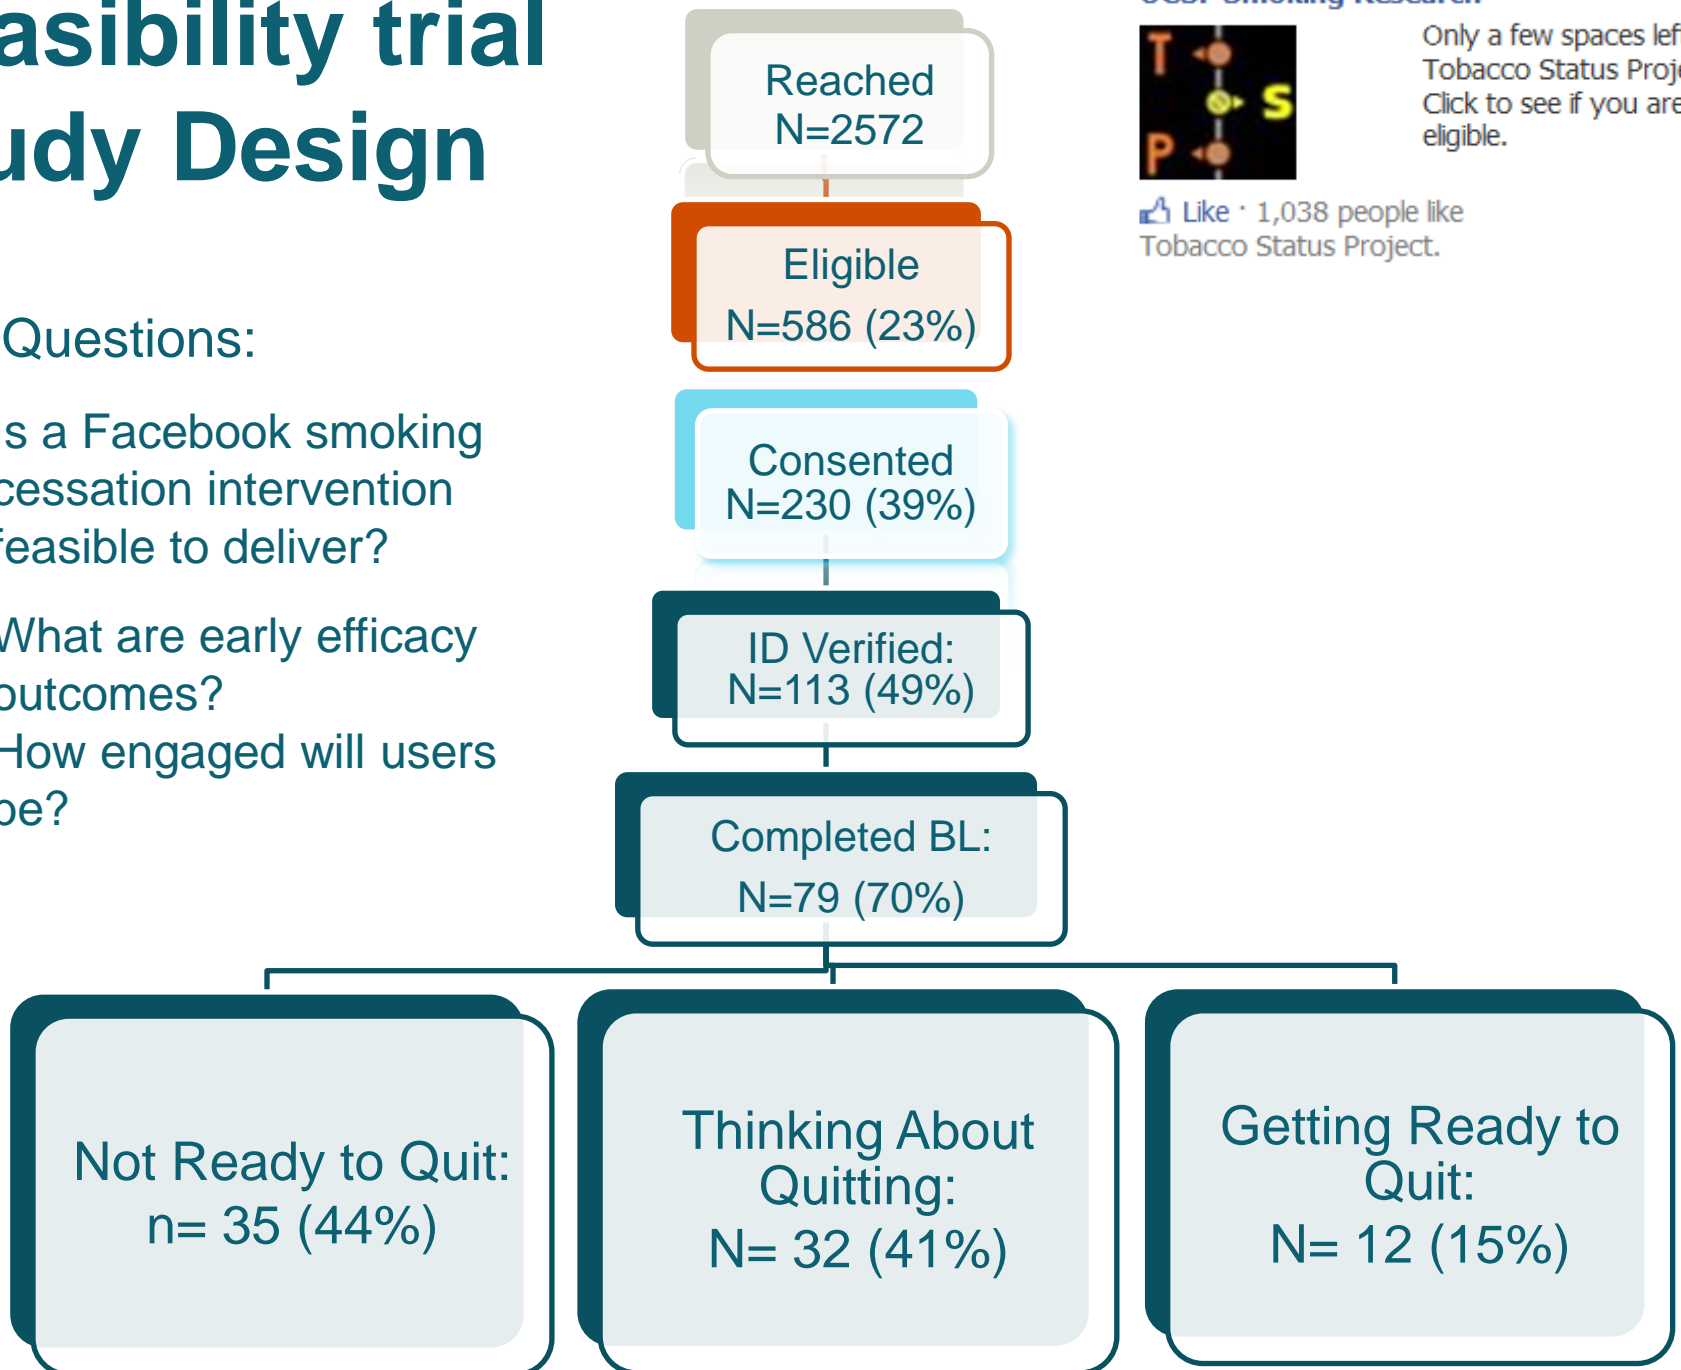 asibility trial
udy Design
Questions:
s a Facebook smoking
cessation intervention
feasible to deliver?
What are early efficacy
outcomes?
How engaged will users
be?
Reached
N=2572
Eligible
N=586 (23%)
Consented
N=230 (39%)
ID Verified:
N=113 (49%)
Completed BL:
N=79 (70%)
Not Ready to Quit:
n= 35 (44%)
Thinking About
Quitting:
N= 32 (41%)
Getting Ready to
Quit:
N= 12 (15%)
T
S
P
Only a few spaces left
Tobacco Status Proje
Click to see if you are
eligible.
Like · 1,038 people like
Tobacco Status Project.